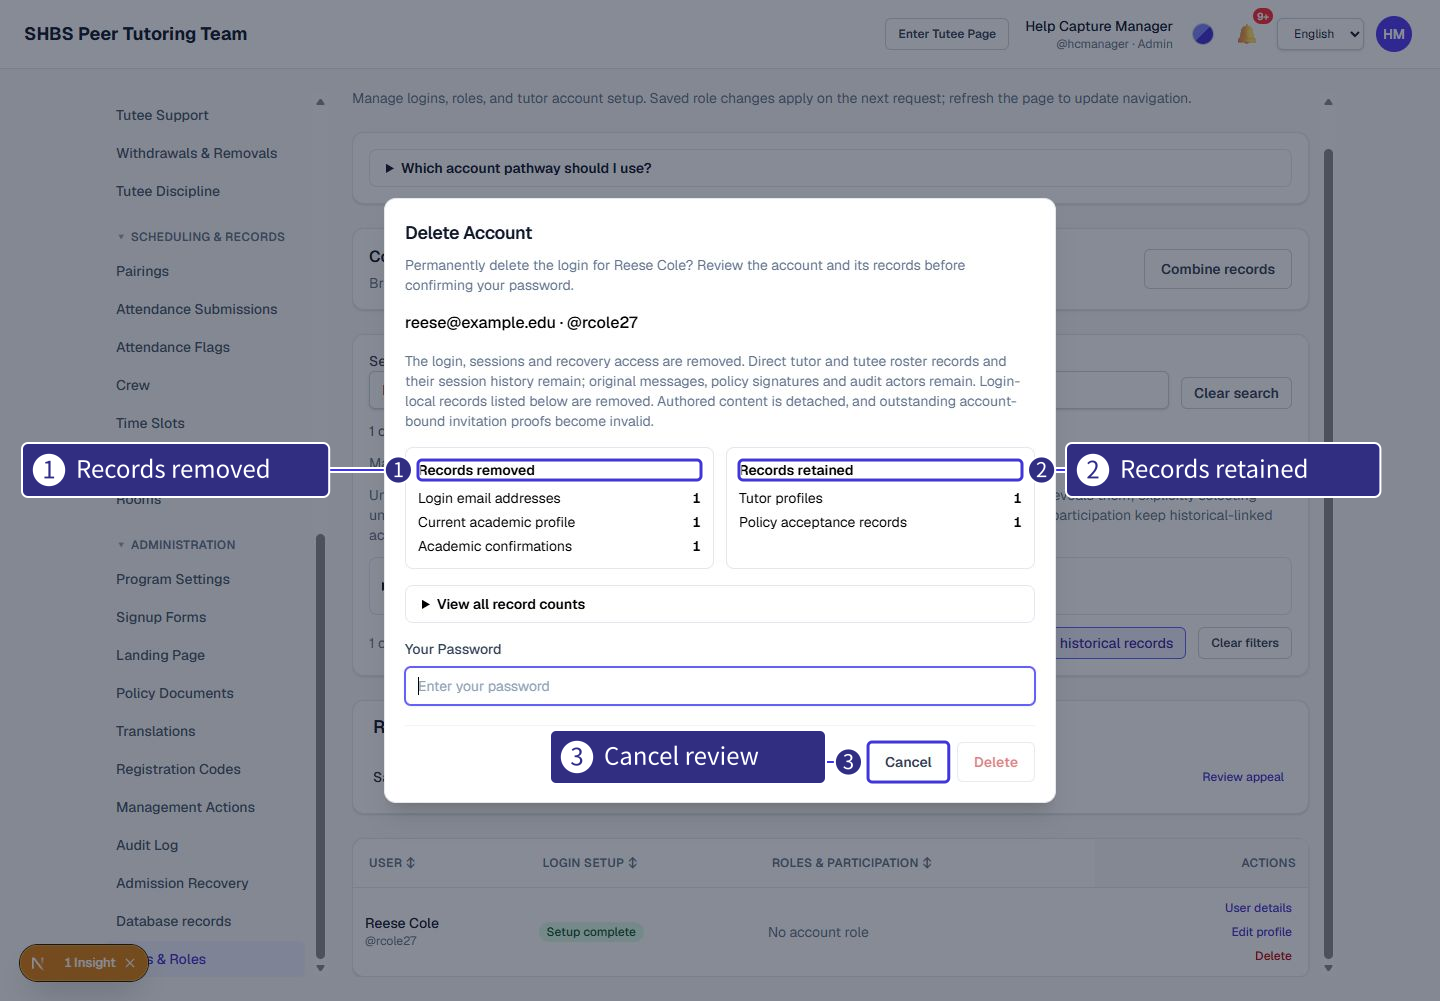 SHBS Peer Tutoring Team
Enter Tutee Page
Help Capture Manager
@hcmanager · Admin
9+
English
HM
Tutee Support
Withdrawals & Removals
Tutee Discipline
SCHEDULING & RECORDS
Pairings
Attendance Submissions
Attendance Flags
Crew
Time Slots
Rooms
ADMINISTRATION
Program Settings
Signup Forms
Landing Page
Policy Documents
Translations
Registration Codes
Management Actions
Audit Log
Admission Recovery
Database records
& Roles
N 1 Insight ×
Manage logins, roles, and tutor account setup. Saved role changes apply on the next request; refresh the page to update navigation.
Which account pathway should I use?
Combine records
Clear search
participation keep historical-linked
historical records
Clear filters
Review appeal
Delete Account
Permanently delete the login for Reese Cole? Review the account and its records before
confirming your password.
reese@example.edu · @rcole27
The login, sessions and recovery access are removed. Direct tutor and tutee roster records and
their session history remain; original messages, policy signatures and audit actors remain. Login-
local records listed below are removed. Authored content is detached, and outstanding account-
bound invitation proofs become invalid.
1 Records removed
1
Records removed
Login email addresses 1
Current academic profile 1
Academic confirmations 1
Records retained
2
2 Records retained
Tutor profiles 1
Policy acceptance records 1
View all record counts
Your Password
Enter your password
3 Cancel review
3
Cancel
Delete
USER
LOGIN SETUP
ROLES & PARTICIPATION
ACTIONS
Reese Cole
@rcole27
Setup complete
No account role
User details
Edit profile
Delete